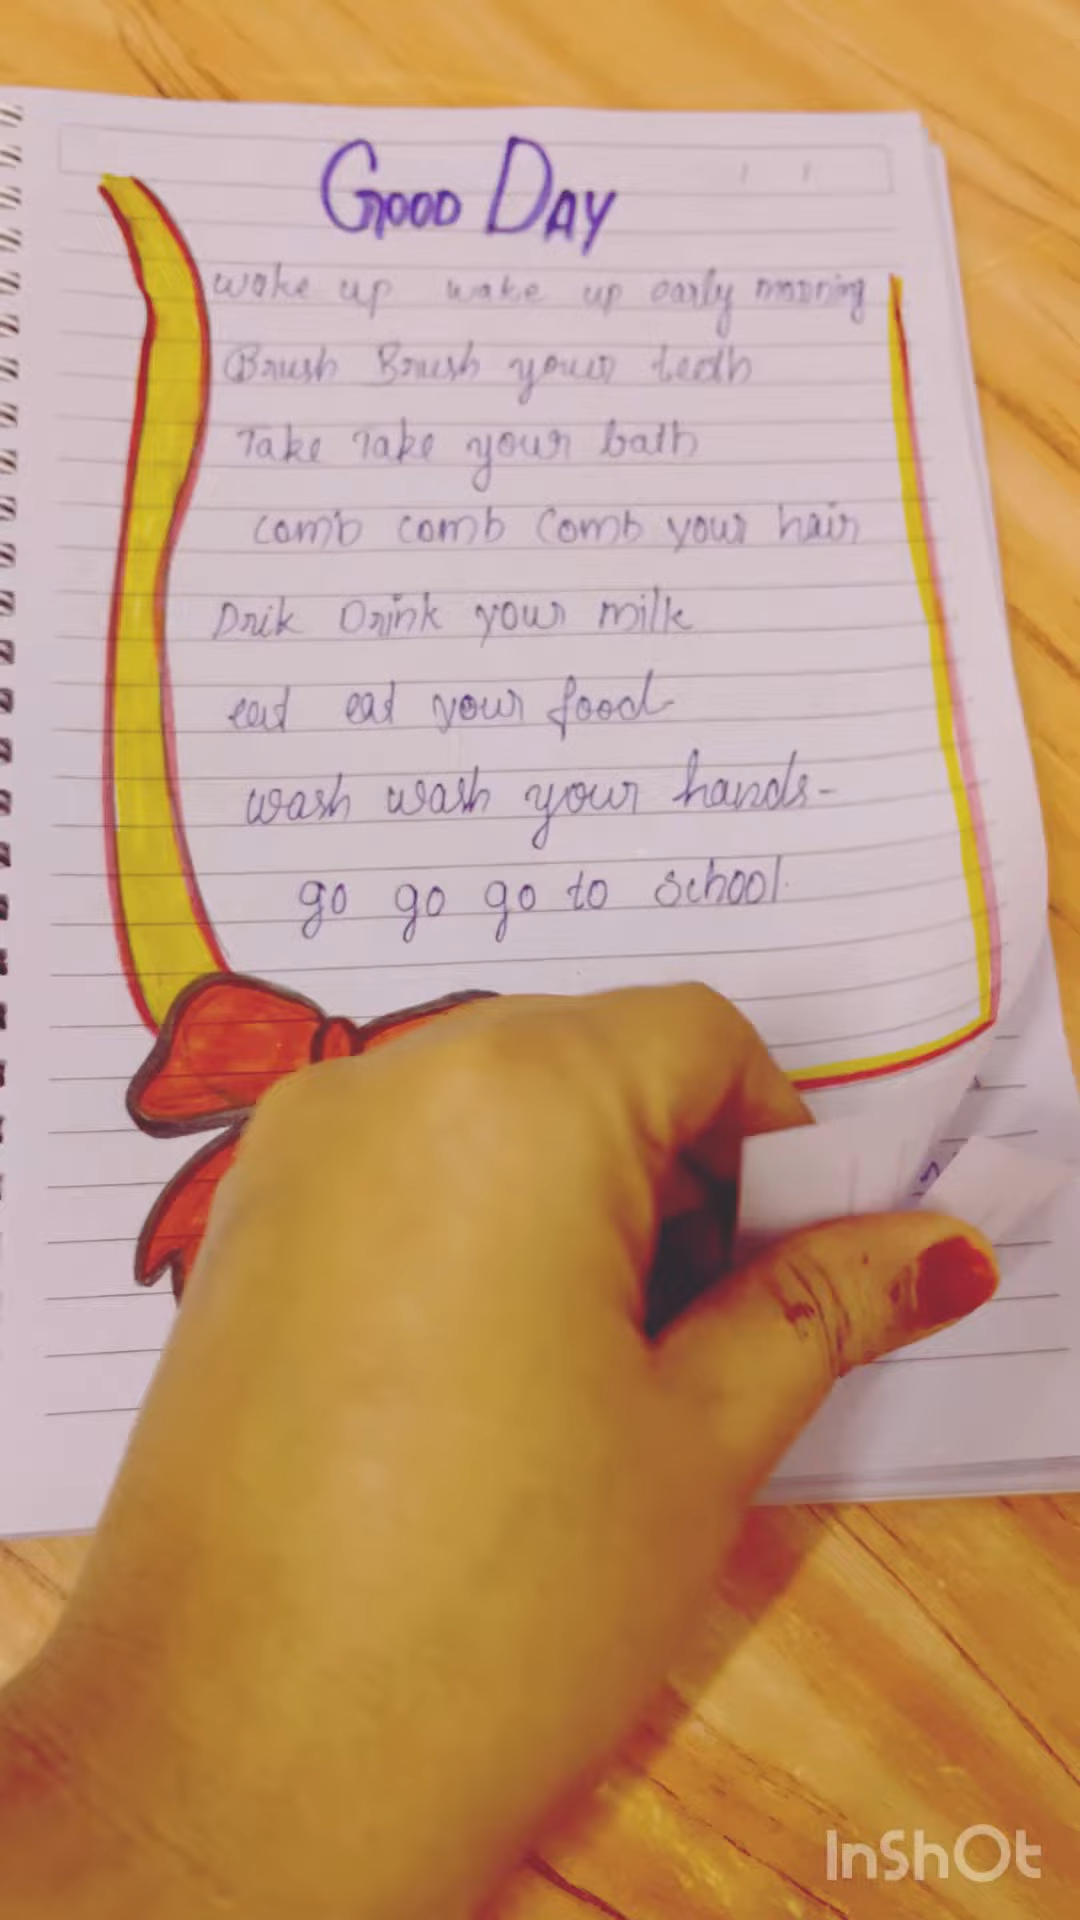 GOOD DAY
wake up wake up early morning
Brush Brush your teeth
Take Take your bath
comb comb Comb your hair
Drik Drink your milk
eat eat your food
wash wash your hands-
go go go to school.
InShOt